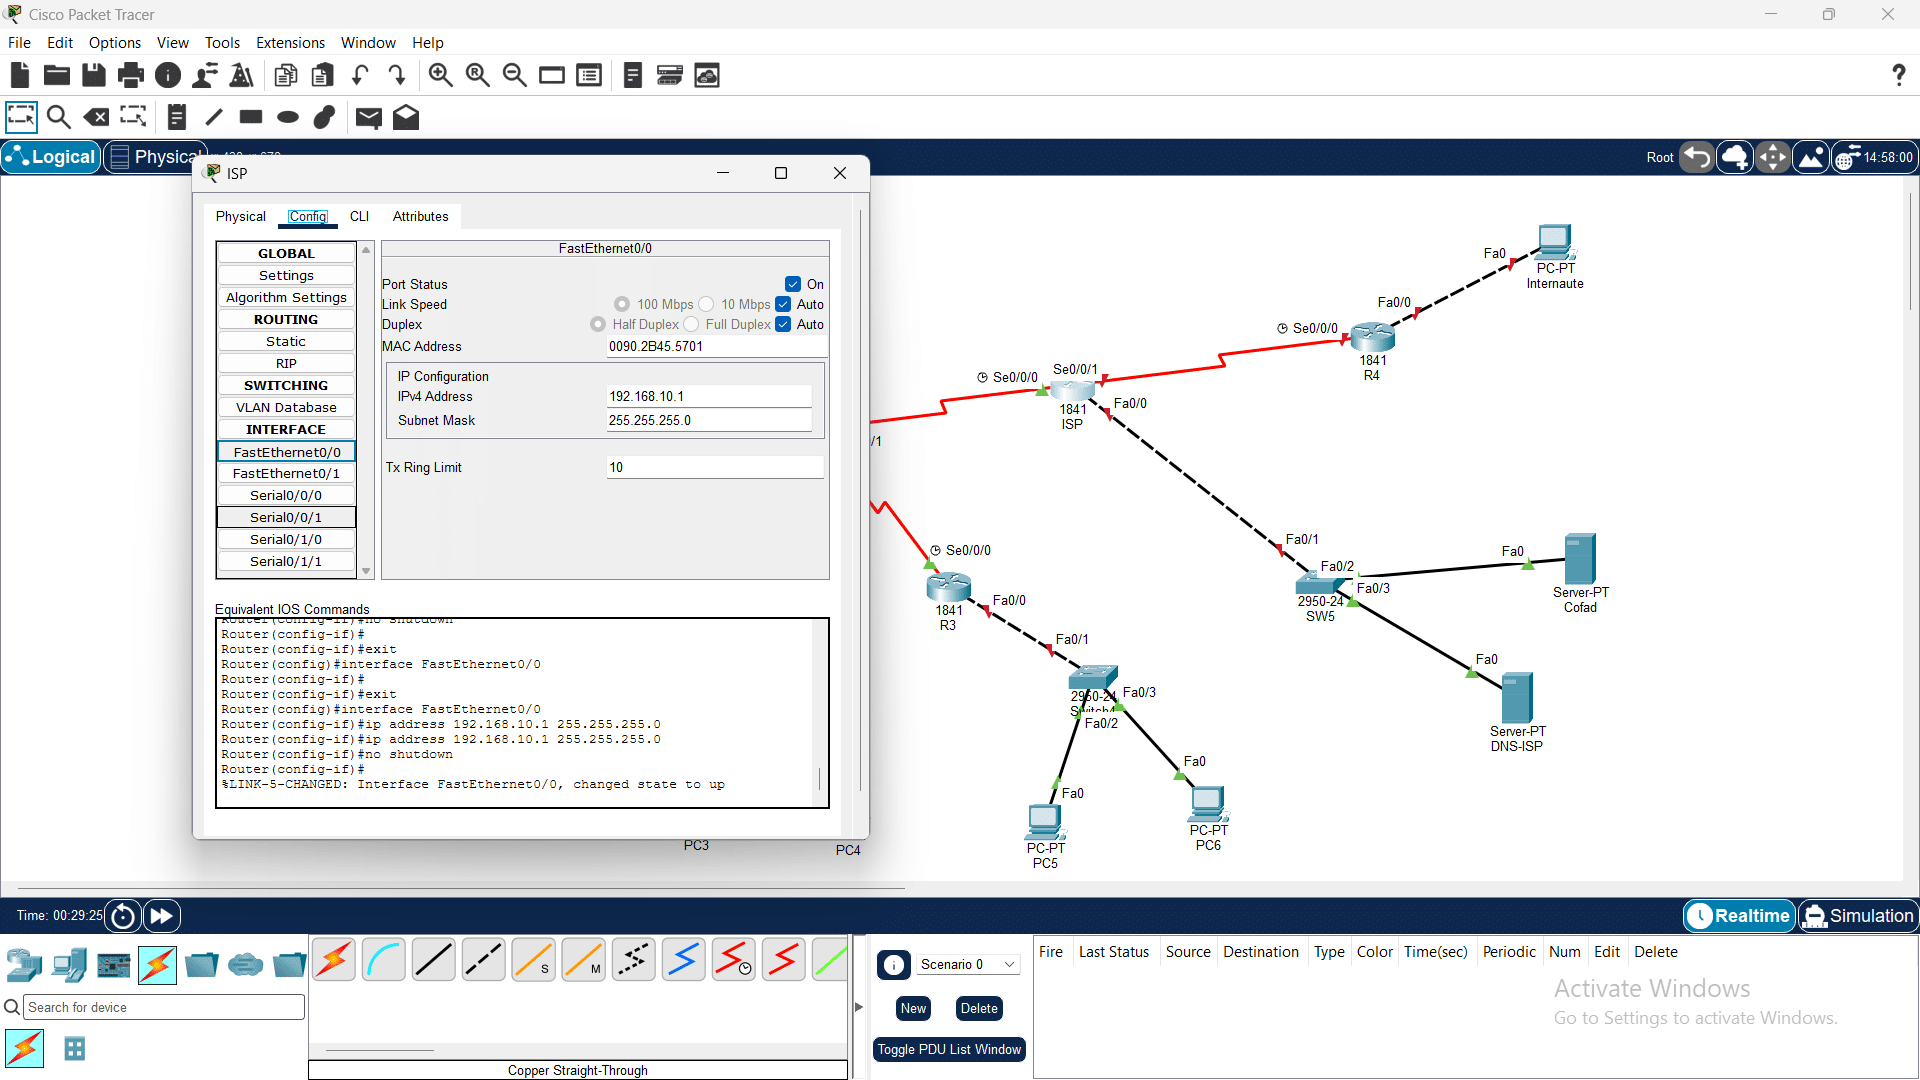 Cisco Packet Tracer
File Edit Options View Tools Extensions Window Help
Logical Physical
Root 14:58:00
ISP
Physical Config CLI Attributes
GLOBAL
Settings
Algorithm Settings
ROUTING
Static
RIP
SWITCHING
VLAN Database
INTERFACE
FastEthernet0/0
FastEthernet0/1
Serial0/0/0
Serial0/0/1
Serial0/1/0
Serial0/1/1
FastEthernet0/0
Port Status On
Link Speed 100 Mbps 10 Mbps Auto
Duplex Half Duplex Full Duplex Auto
MAC Address 0090.2B45.5701
IP Configuration
IPv4 Address 192.168.10.1
Subnet Mask 255.255.255.0
Tx Ring Limit 10
Equivalent IOS Commands
Router(config-if)#no shutdown
Router(config-if)#
Router(config-if)#exit
Router(config)#interface FastEthernet0/0
Router(config-if)#
Router(config-if)#exit
Router(config)#interface FastEthernet0/0
Router(config-if)#ip address 192.168.10.1 255.255.255.0
Router(config-if)#ip address 192.168.10.1 255.255.255.0
Router(config-if)#no shutdown
Router(config-if)#
%LINK-5-CHANGED: Interface FastEthernet0/0, changed state to up
PC3
PC4
/1
Fa0
PC-PT
Internaute
Fa0/0
Se0/0/0
1841
R4
Se0/0/0
Se0/0/1
Fa0/0
1841
ISP
Se0/0/0
Fa0/0
1841
R3
Fa0/1
2950-24
Switch4
Fa0/3
Fa0/2
Fa0
PC-PT
PC5
Fa0
PC-PT
PC6
Fa0/1
Fa0/2
Fa0/3
2950-24
SW5
Fa0
Server-PT
Cofad
Fa0
Server-PT
DNS-ISP
Time: 00:29:25
Realtime Simulation
Search for device
S
M
Copper Straight-Through
Scenario 0
New Delete
Toggle PDU List Window
Fire Last Status Source Destination Type Color Time(sec) Periodic Num Edit Delete
Activate Windows
Go to Settings to activate Windows.